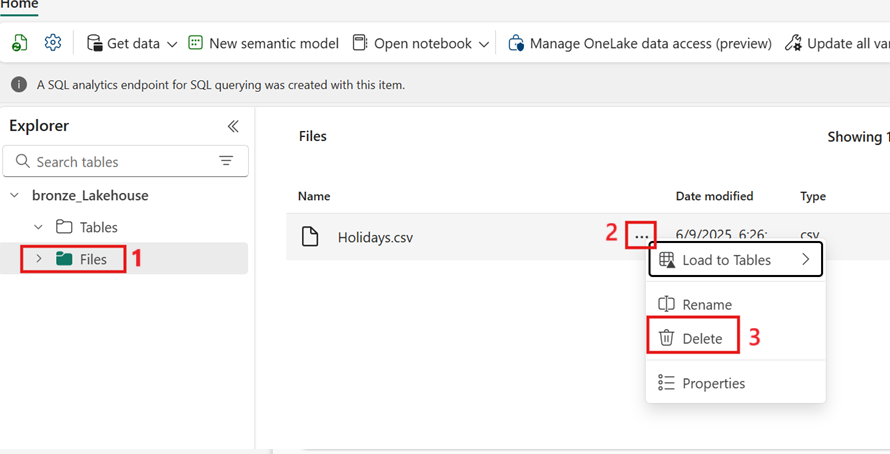 Home
Get data
New semantic model
Open notebook
Manage OneLake data access (preview)
Update all
A SQL analytics endpoint for SQL querying was created with this item.
Explorer
Search tables
bronze_Lakehouse
Tables
Files
1
Files
Showing 1
Name
Date modified
Type
Holidays.csv
2
...
6/9/2025, 6:26:
csv
Load to Tables
Rename
Delete
3
Properties